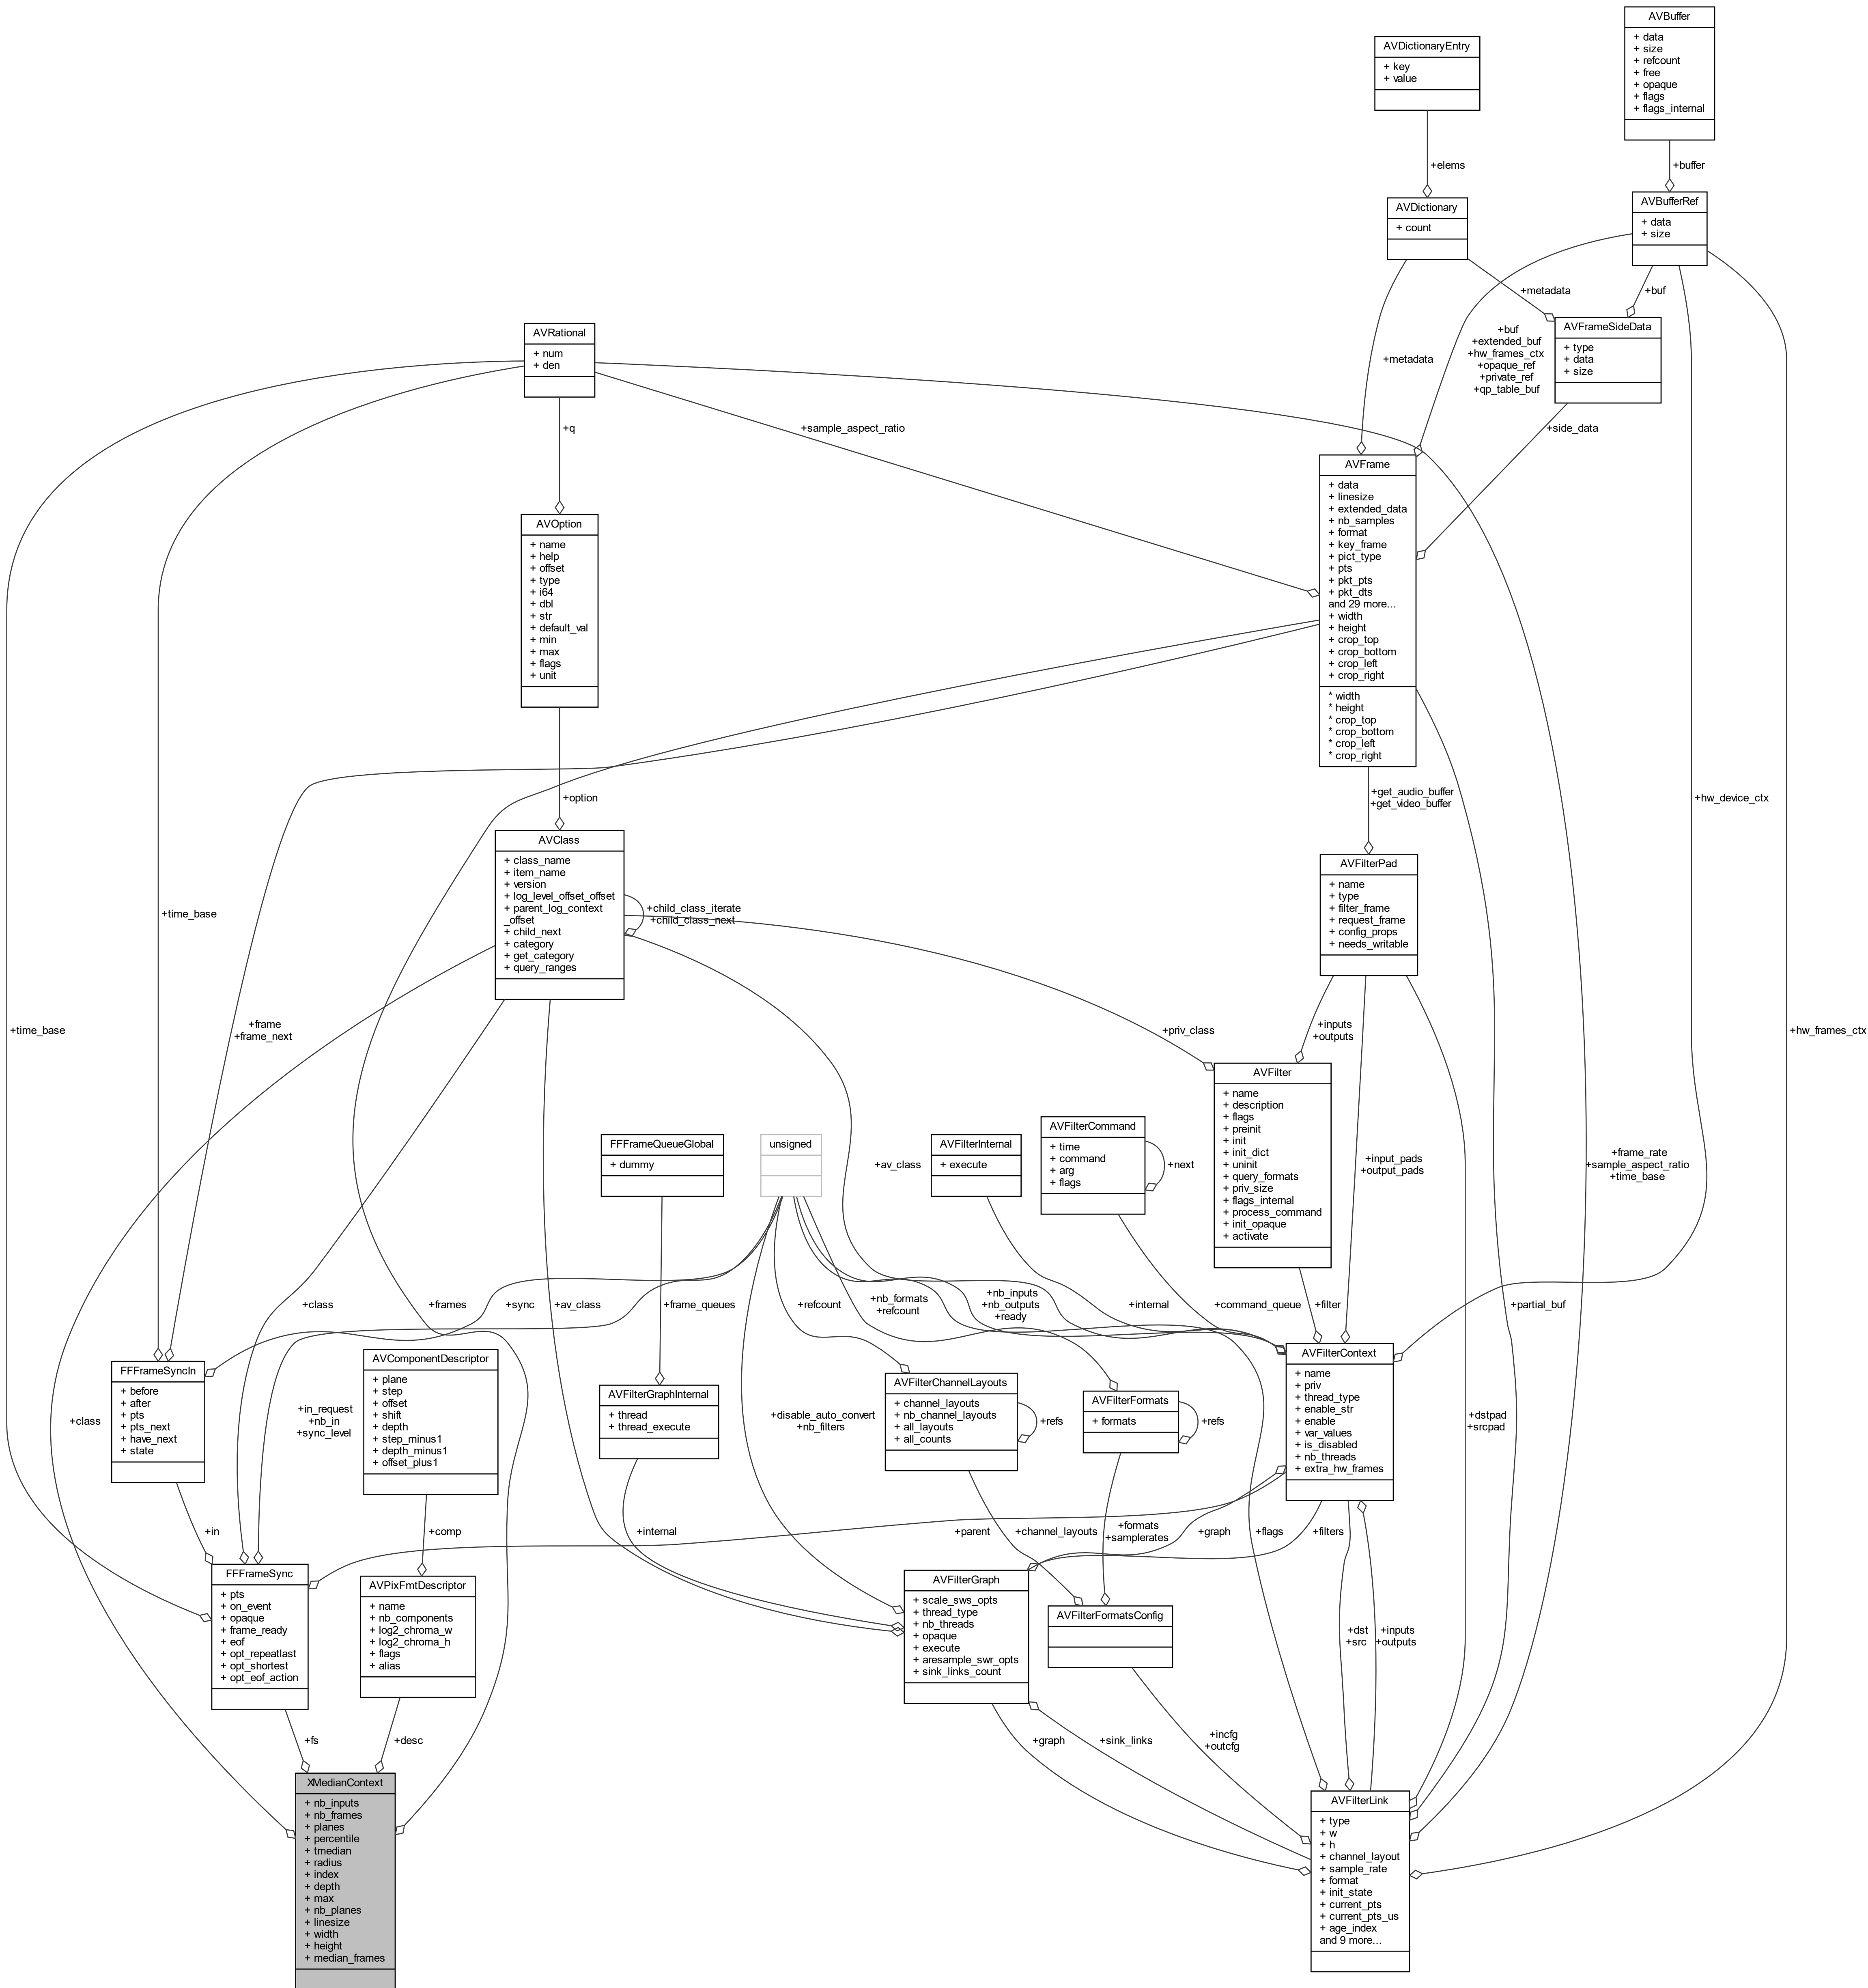 AVBuffer
+ data
+ size
+ refcount
+ free
+ opaque
+ flags
+ flags_internal
AVDictionaryEntry
+ key
+ value
+elems
+buffer
AVDictionary
+ count
AVBufferRef
+ data
+ size
+metadata
+buf
AVFrameSideData
+ type
+ data
+ size
AVRational
+ num
+ den
+metadata
+buf
+extended_buf
+hw_frames_ctx
+opaque_ref
+private_ref
+qp_table_buf
+q
+sample_aspect_ratio
+side_data
AVFrame
+ data
+ linesize
+ extended_data
+ nb_samples
+ format
+ key_frame
+ pict_type
+ pts
+ pkt_pts
+ pkt_dts
and 29 more...
+ width
+ height
+ crop_top
+ crop_bottom
+ crop_left
+ crop_right
* width
* height
* crop_top
* crop_bottom
* crop_left
* crop_right
AVOption
+ name
+ help
+ offset
+ type
+ i64
+ dbl
+ str
+ default_val
+ min
+ max
+ flags
+ unit
+option
+get_audio_buffer
+get_video_buffer
+hw_device_ctx
AVClass
+ class_name
+ item_name
+ version
+ log_level_offset_offset
+ parent_log_context
_offset
+ child_next
+ category
+ get_category
+ query_ranges
+child_class_iterate
+child_class_next
AVFilterPad
+ name
+ type
+ filter_frame
+ request_frame
+ config_props
+ needs_writable
+time_base
+time_base
+frame
+frame_next
+priv_class
+inputs
+outputs
+hw_frames_ctx
AVFilter
+ name
+ description
+ flags
+ preinit
+ init
+ init_dict
+ uninit
+ query_formats
+ priv_size
+ flags_internal
+ process_command
+ init_opaque
+ activate
FFFrameQueueGlobal
+ dummy
unsigned
+av_class
AVFilterInternal
+ execute
AVFilterCommand
+ time
+ command
+ arg
+ flags
+next
+input_pads
+output_pads
+frame_rate
+sample_aspect_ratio
+time_base
+class
+frames
+sync
+av_class
+frame_queues
+refcount
+nb_formats
+refcount
+nb_inputs
+nb_outputs
+ready
+internal
+command_queue
+filter
+partial_buf
FFFrameSyncIn
+ before
+ after
+ pts
+ pts_next
+ have_next
+ state
AVComponentDescriptor
+ plane
+ step
+ offset
+ shift
+ depth
+ step_minus1
+ depth_minus1
+ offset_plus1
AVFilterGraphInternal
+ thread
+ thread_execute
AVFilterChannelLayouts
+ channel_layouts
+ nb_channel_layouts
+ all_layouts
+ all_counts
+refs
AVFilterFormats
+ formats
+refs
AVFilterContext
+ name
+ priv
+ thread_type
+ enable_str
+ enable
+ var_values
+ is_disabled
+ nb_threads
+ extra_hw_frames
+class
+in_request
+nb_in
+sync_level
+disable_auto_convert
+nb_filters
+dstpad
+srcpad
+in
+comp
+internal
+parent
+channel_layouts
+formats
+samplerates
+graph
+flags
+filters
FFFrameSync
+ pts
+ on_event
+ opaque
+ frame_ready
+ eof
+ opt_repeatlast
+ opt_shortest
+ opt_eof_action
AVPixFmtDescriptor
+ name
+ nb_components
+ log2_chroma_w
+ log2_chroma_h
+ flags
+ alias
AVFilterGraph
+ scale_sws_opts
+ thread_type
+ nb_threads
+ opaque
+ execute
+ aresample_swr_opts
+ sink_links_count
AVFilterFormatsConfig
+dst
+src
+inputs
+outputs
+fs
+desc
+graph
+sink_links
+incfg
+outcfg
XMedianContext
+ nb_inputs
+ nb_frames
+ planes
+ percentile
+ tmedian
+ radius
+ index
+ depth
+ max
+ nb_planes
+ linesize
+ width
+ height
+ median_frames
AVFilterLink
+ type
+ w
+ h
+ channel_layout
+ sample_rate
+ format
+ init_state
+ current_pts
+ current_pts_us
+ age_index
and 9 more...